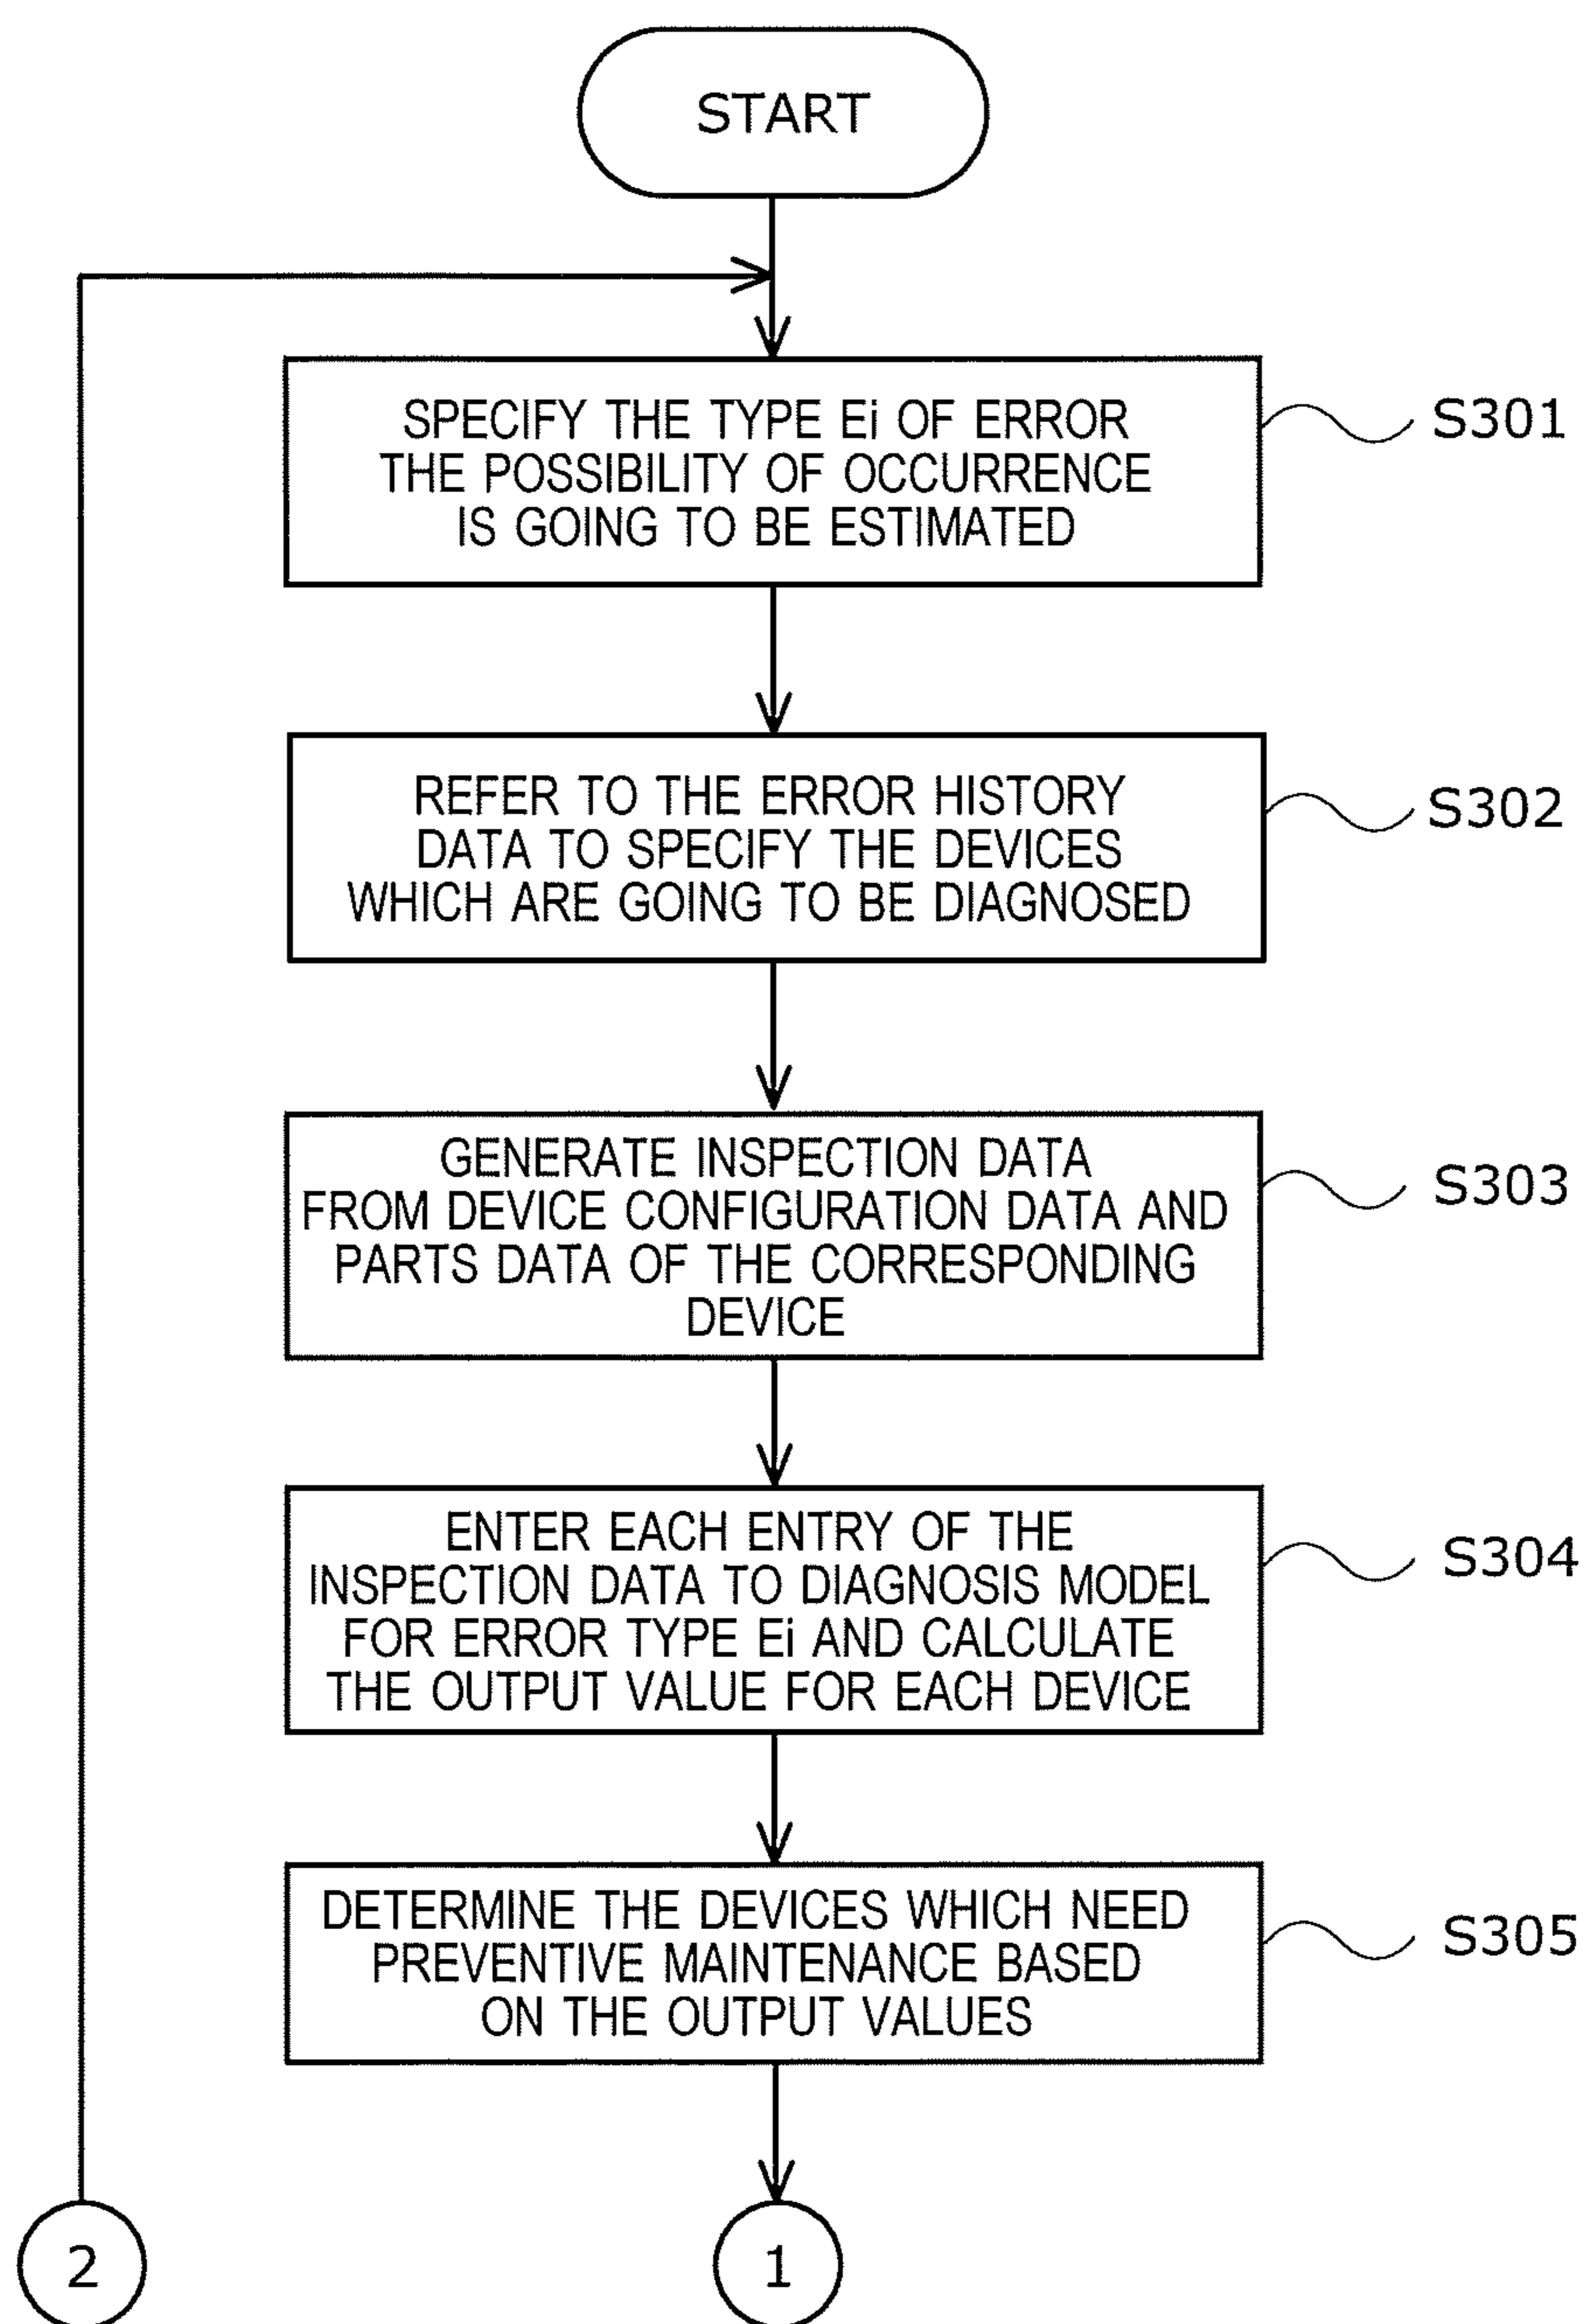 START
SPECIFY THE TYPE Ei OF ERROR
THE POSSIBILITY OF OCCURRENCE
IS GOING TO BE ESTIMATED
S301
REFER TO THE ERROR HISTORY
DATA TO SPECIFY THE DEVICES
WHICH ARE GOING TO BE DIAGNOSED
S302
GENERATE INSPECTION DATA
FROM DEVICE CONFIGURATION DATA AND
PARTS DATA OF THE CORRESPONDING
DEVICE
S303
ENTER EACH ENTRY OF THE
INSPECTION DATA TO DIAGNOSIS MODEL
FOR ERROR TYPE Ei AND CALCULATE
THE OUTPUT VALUE FOR EACH DEVICE
S304
DETERMINE THE DEVICES WHICH NEED
PREVENTIVE MAINTENANCE BASED
ON THE OUTPUT VALUES
S305
2
1